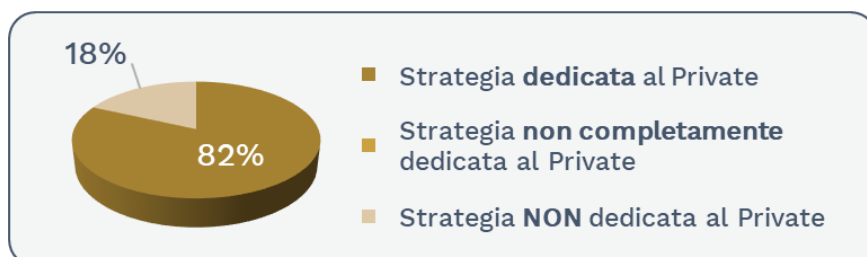 18%
82%
Strategia dedicata al Private
Strategia non completamente
dedicata al Private
Strategia NON dedicata al Private